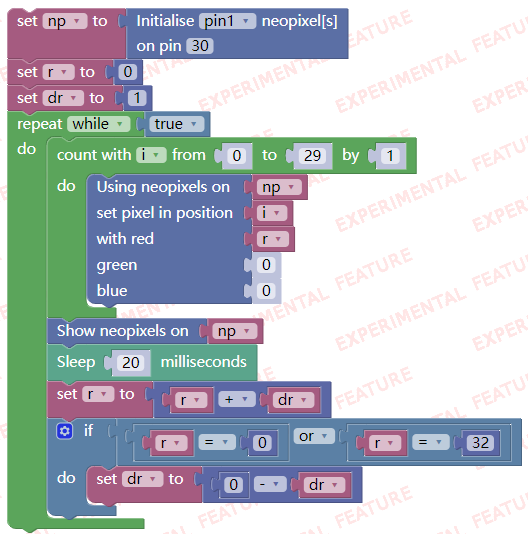 set np to Initialise pin1 neopixel[s]
on pin 30
set r to 0
set dr to 1
repeat while true
do count with i from 0 to 29 by 1
do Using neopixels on np
set pixel in position i
with red r
green 0
blue 0
Show neopixels on np
Sleep 20 milliseconds
set r to r + dr
if r = 0 or r = 32
do set dr to 0 - dr
EXPERIMENTAL FEATURE